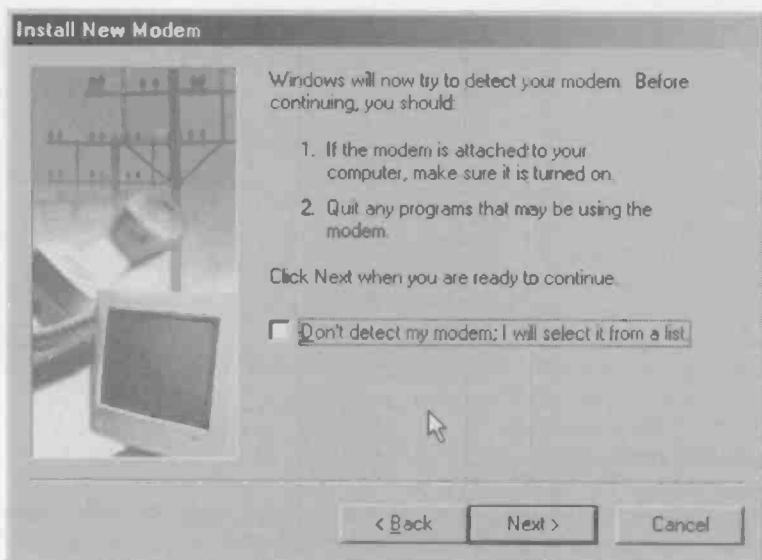 Install New Modem
Windows will now try to detect your modem. Before
continuing, you should:
1. If the modem is attached to your
computer, make sure it is turned on.
2. Quit any programs that may be using the
modem.
Click Next when you are ready to continue.
Don't detect my modem; I will select it from a list.
< Back
Next >
Cancel